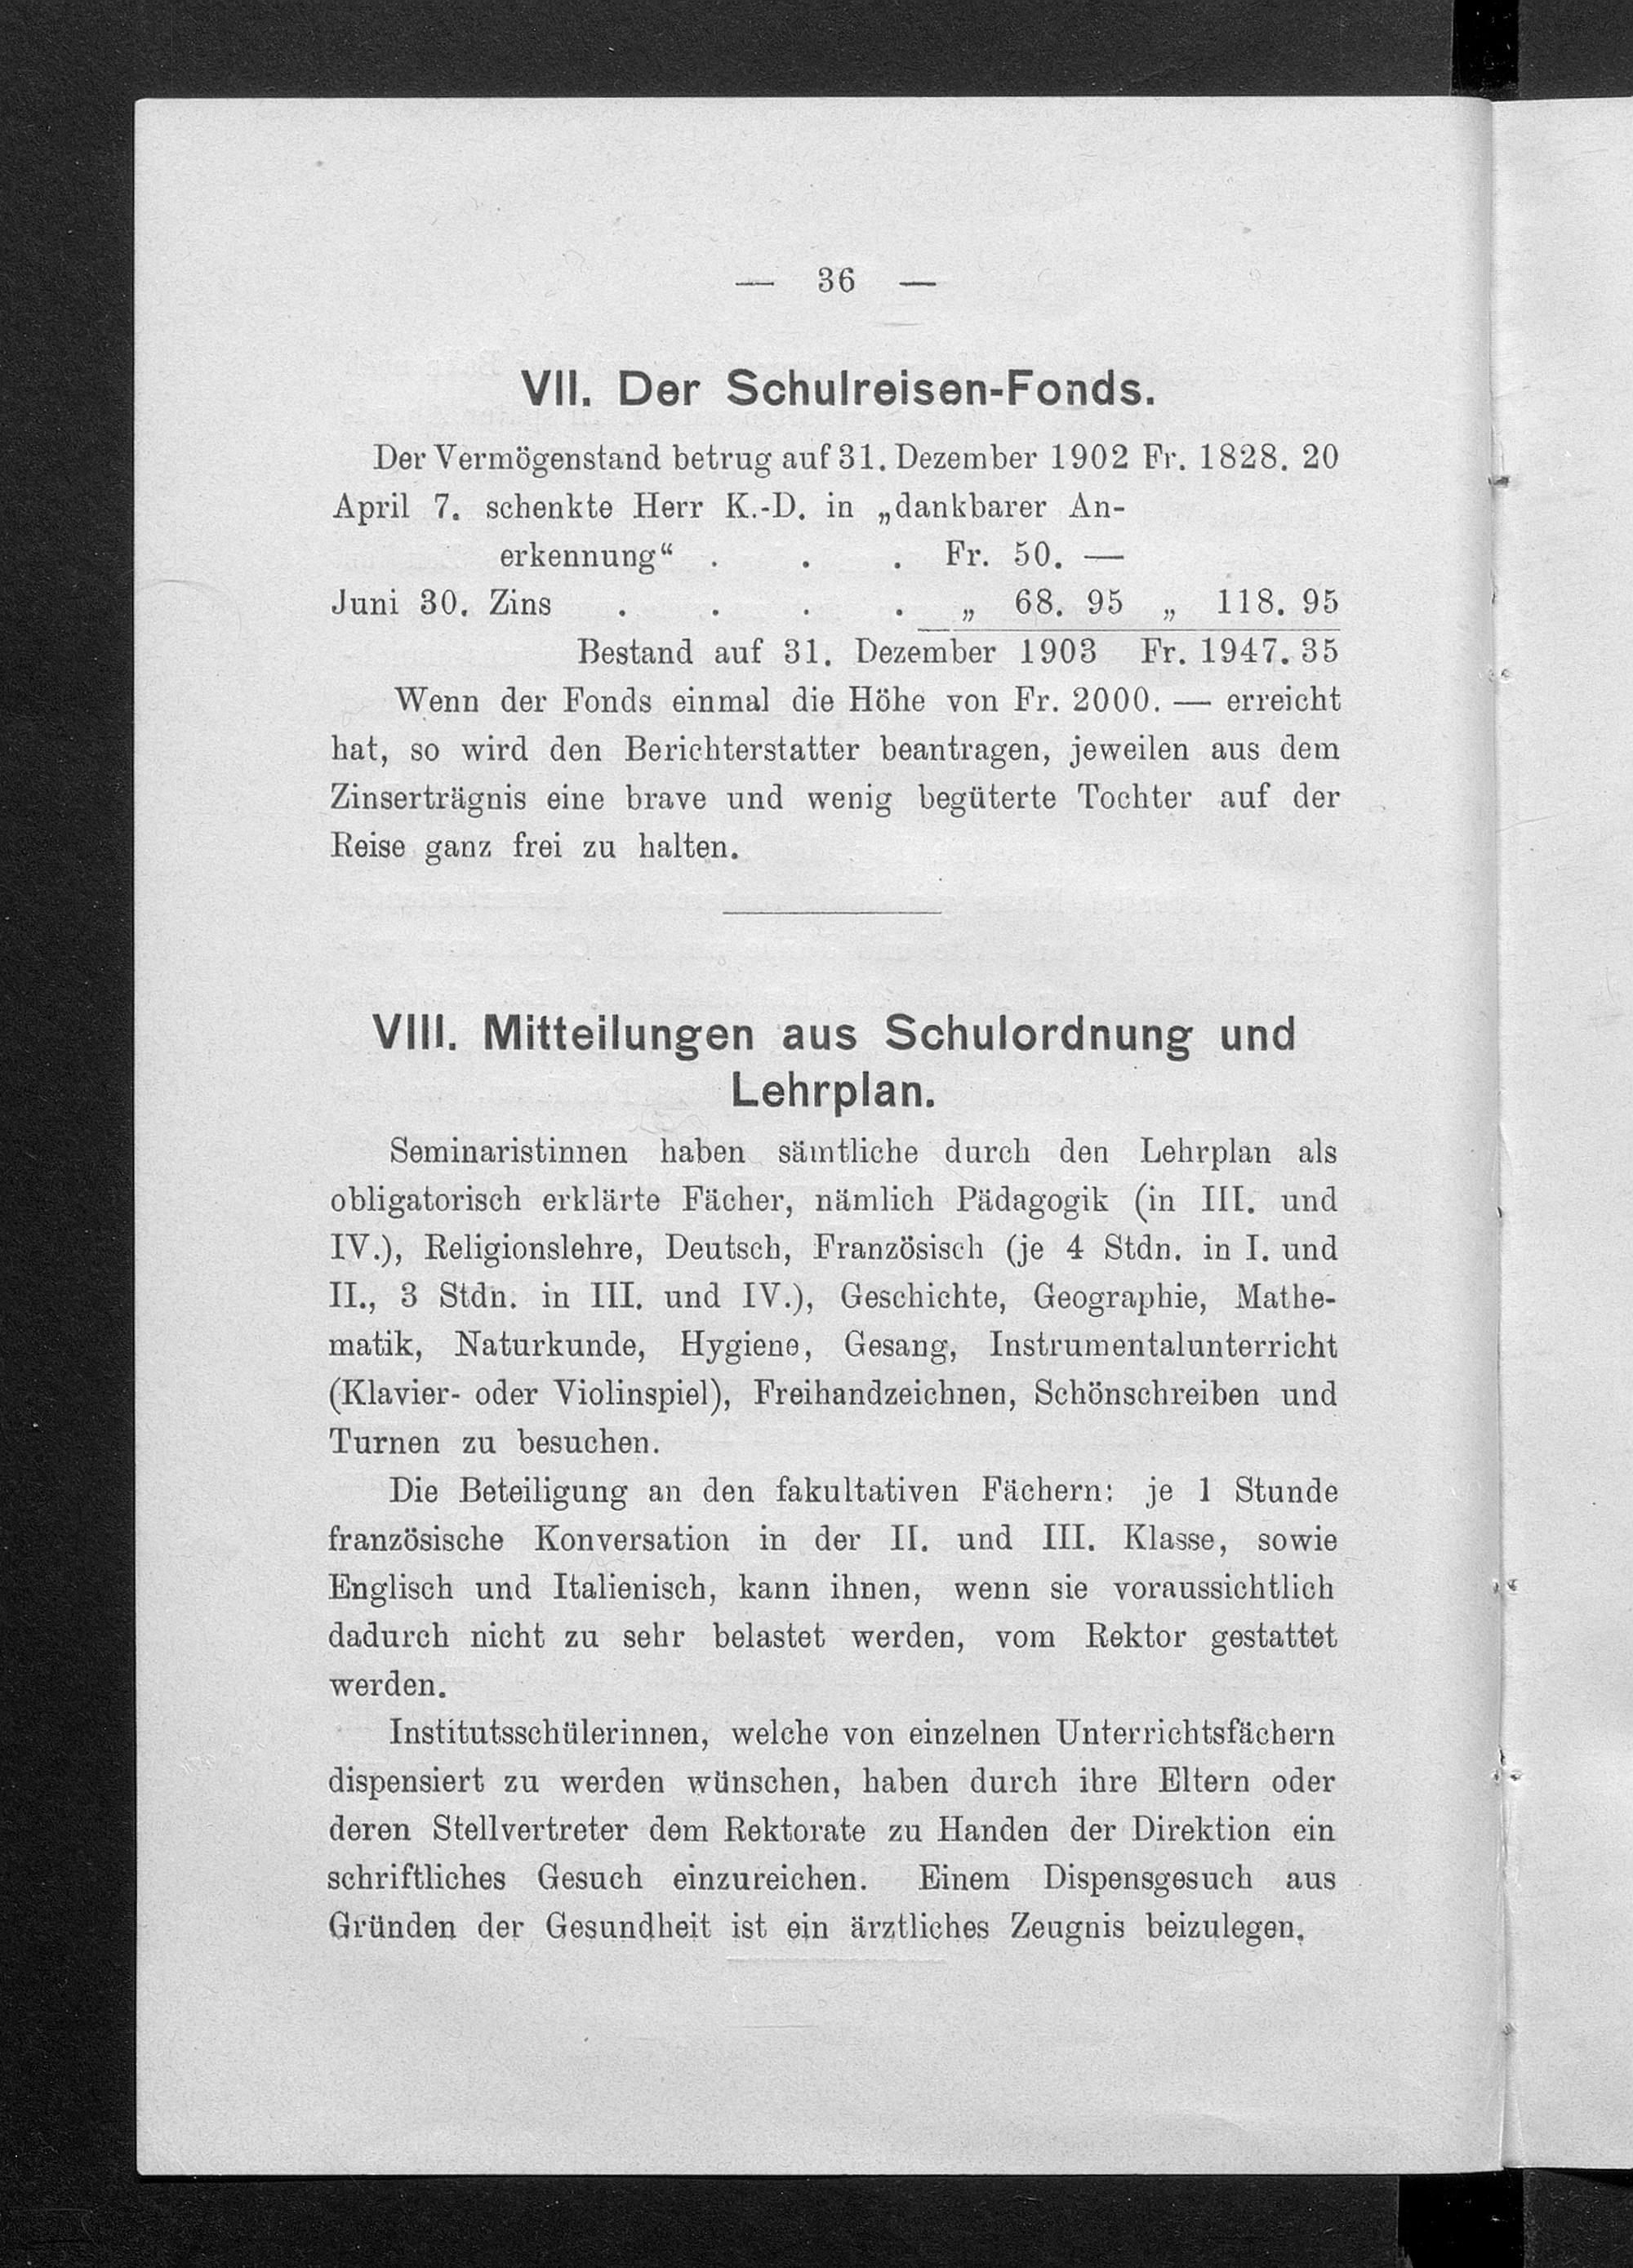 — 36 —
VII. Der Schulreisen-Fonds.
Der Vermögenstand betrug auf 31. Dezember 1902 Fr. 1828. 20
April 7. schenkte Herr K.-D. in „dankbarer An-
erkennung“ . . . Fr. 50. —
Juni 30. Zins . . . . „ 68. 95 „ 118. 95
Bestand auf 31. Dezember 1903 Fr. 1947. 35
Wenn der Fonds einmal die Höhe von Fr. 2000. — erreicht
hat, so wird den Berichterstatter beantragen, jeweilen aus dem
Zinserträgnis eine brave und wenig begüterte Tochter auf der
Reise ganz frei zu halten.
VIII. Mitteilungen aus Schulordnung und
Lehrplan.
Seminaristinnen haben sämtliche durch den Lehrplan als
obligatorisch erklärte Fächer, nämlich Pädagogik (in III. und
IV.), Religionslehre, Deutsch, Französisch (je 4 Stdn. in I. und
II., 3 Stdn. in III. und IV.), Geschichte, Geographie, Mathe-
matik, Naturkunde, Hygiene, Gesang, Instrumentalunterricht
(Klavier- oder Violinspiel), Freihandzeichnen, Schönschreiben und
Turnen zu besuchen.
Die Beteiligung an den fakultativen Fächern: je 1 Stunde
französische Konversation in der II. und III. Klasse, sowie
Englisch und Italienisch, kann ihnen, wenn sie voraussichtlich
dadurch nicht zu sehr belastet werden, vom Rektor gestattet
werden.
Institutsschülerinnen, welche von einzelnen Unterrichtsfächern
dispensiert zu werden wünschen, haben durch ihre Eltern oder
deren Stellvertreter dem Rektorate zu Handen der Direktion ein
schriftliches Gesuch einzureichen. Einem Dispensgesuch aus
Gründen der Gesundheit ist ein ärztliches Zeugnis beizulegen.